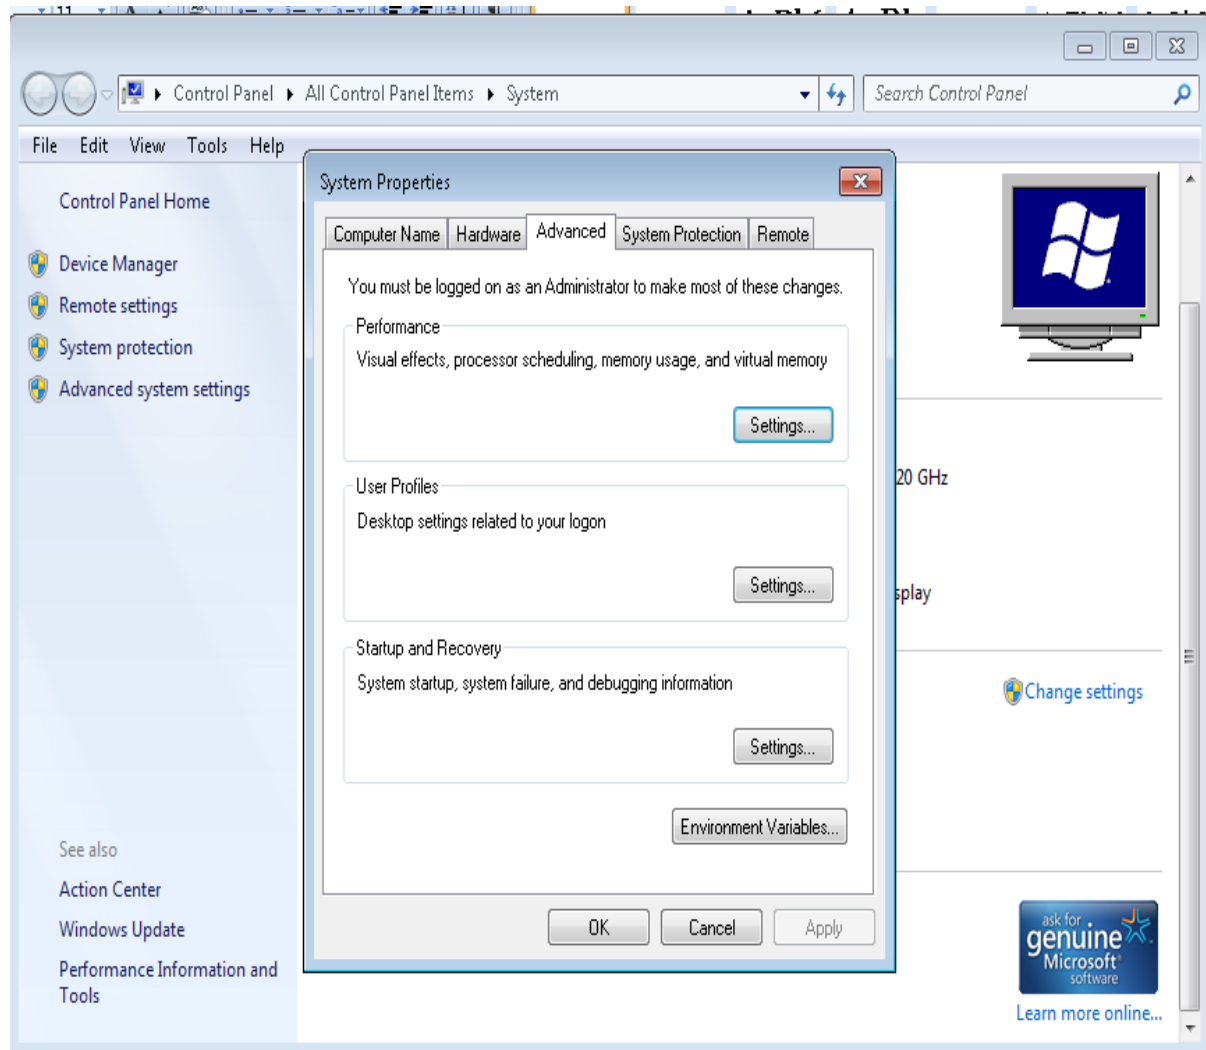 11
Control Panel All Control Panel Items System
Search Control Panel
File Edit View Tools Help
Control Panel Home
Device Manager
Remote settings
System protection
Advanced system settings
See also
Action Center
Windows Update
Performance Information and
Tools
System Properties
Computer Name Hardware Advanced System Protection Remote
You must be logged on as an Administrator to make most of these changes.
Performance
Visual effects, processor scheduling, memory usage, and virtual memory
Settings...
User Profiles
Desktop settings related to your logon
Settings...
Startup and Recovery
System startup, system failure, and debugging information
Settings...
Environment Variables...
OK Cancel Apply
20 GHz
splay
Change settings
ask for
genuine
Microsoft
software
Learn more online...